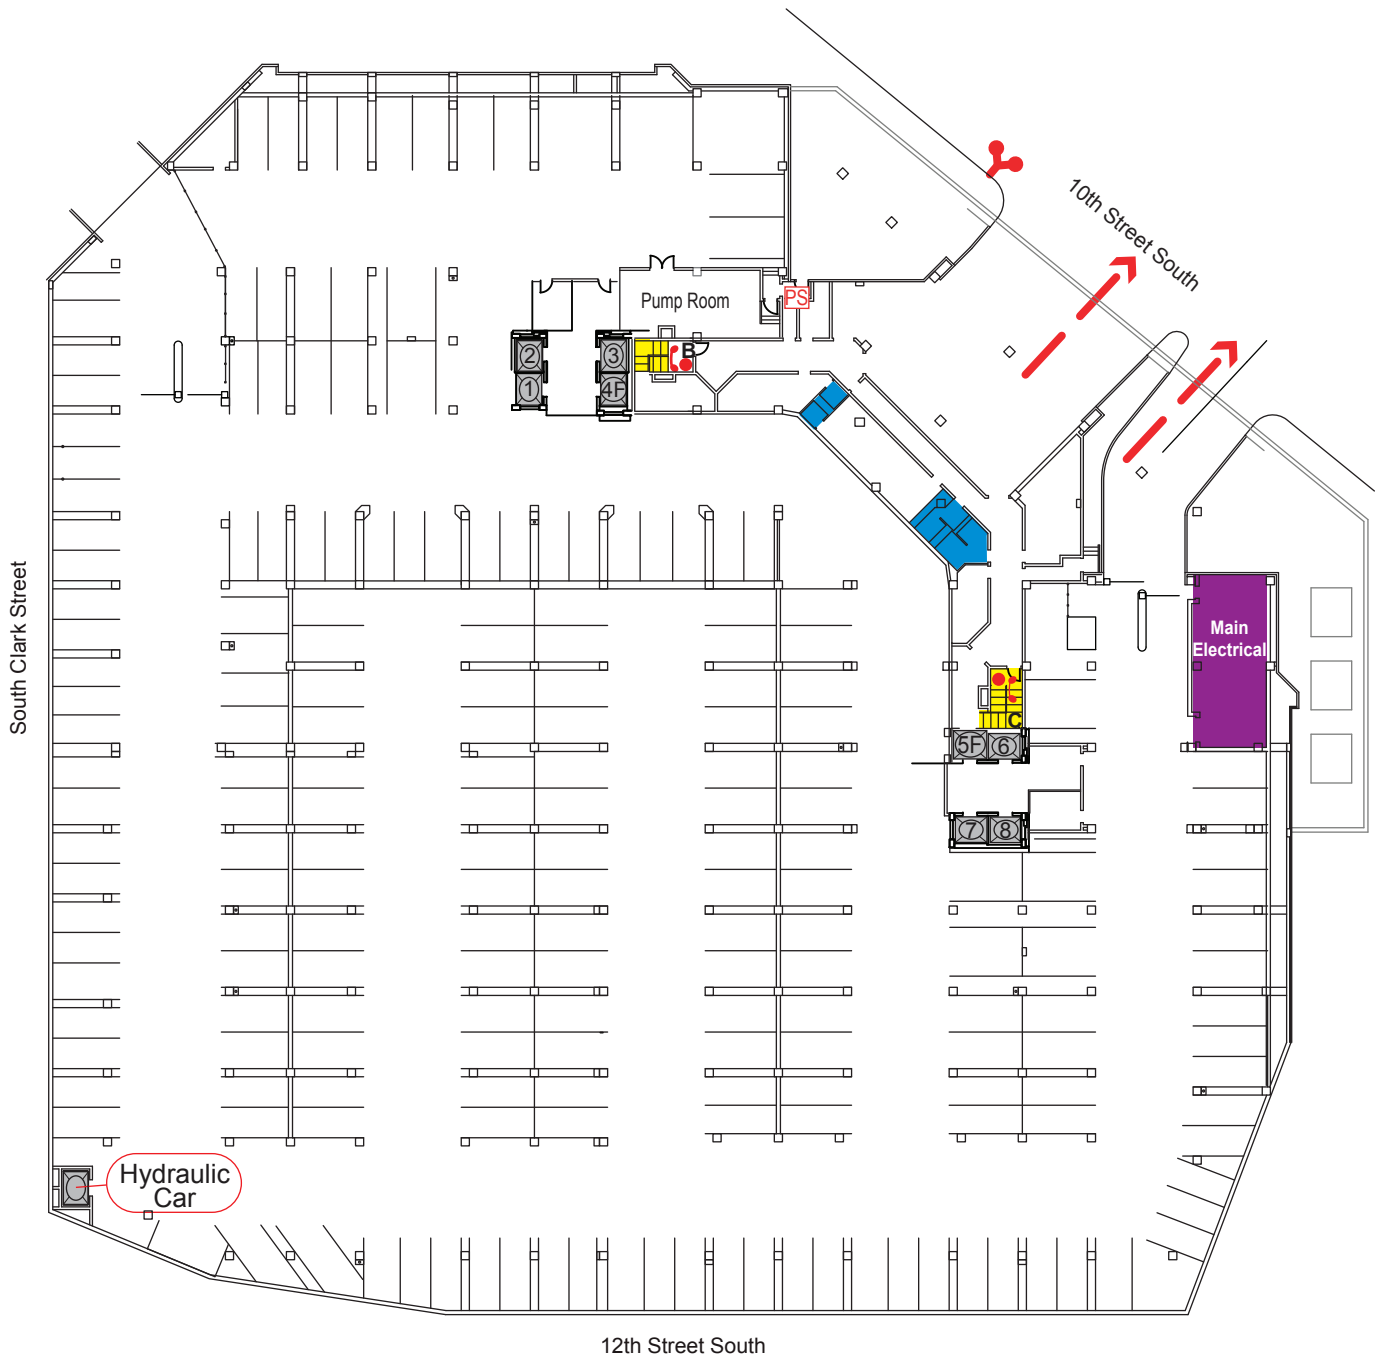 10th Street South
Pump Room
PS
2
3
B
1
4F
South Clark Street
Main
Electrical
C
5F
6
7
8
Hydraulic
Car
12th Street South